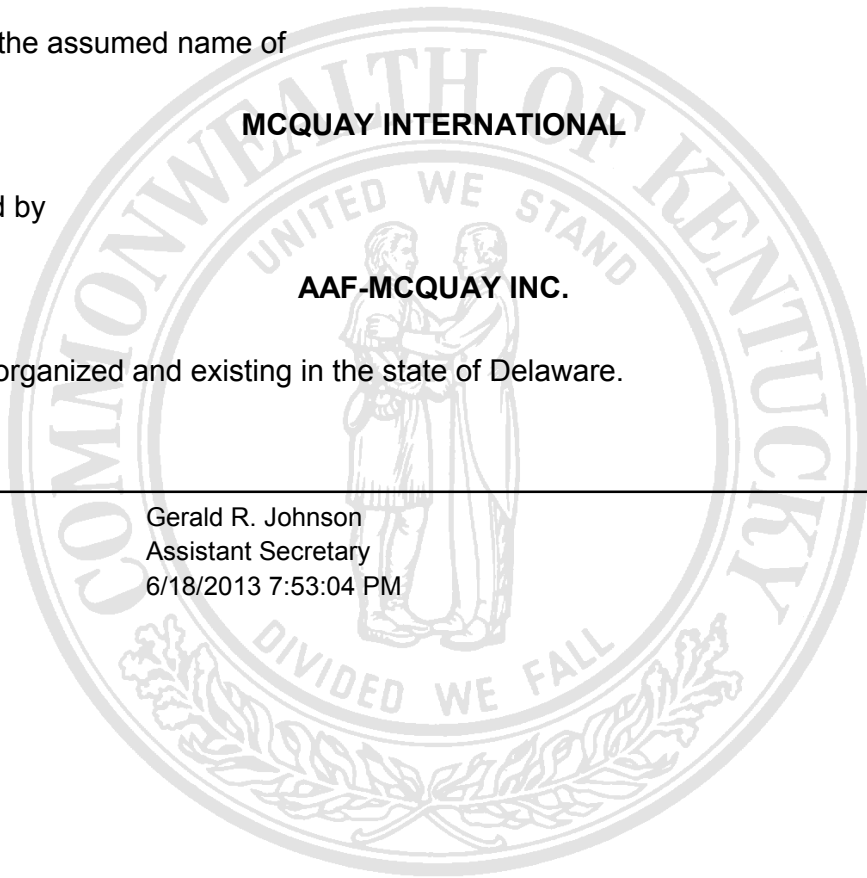 the assumed name of
MCQUAY INTERNATIONAL
d by
AAF-MCQUAY INC.
organized and existing in the state of Delaware.
Gerald R. Johnson
Assistant Secretary
6/18/2013 7:53:04 PM
COMMONWEALTH OF KENTUCKY
UNITED WE STAND
DIVIDED WE FALL